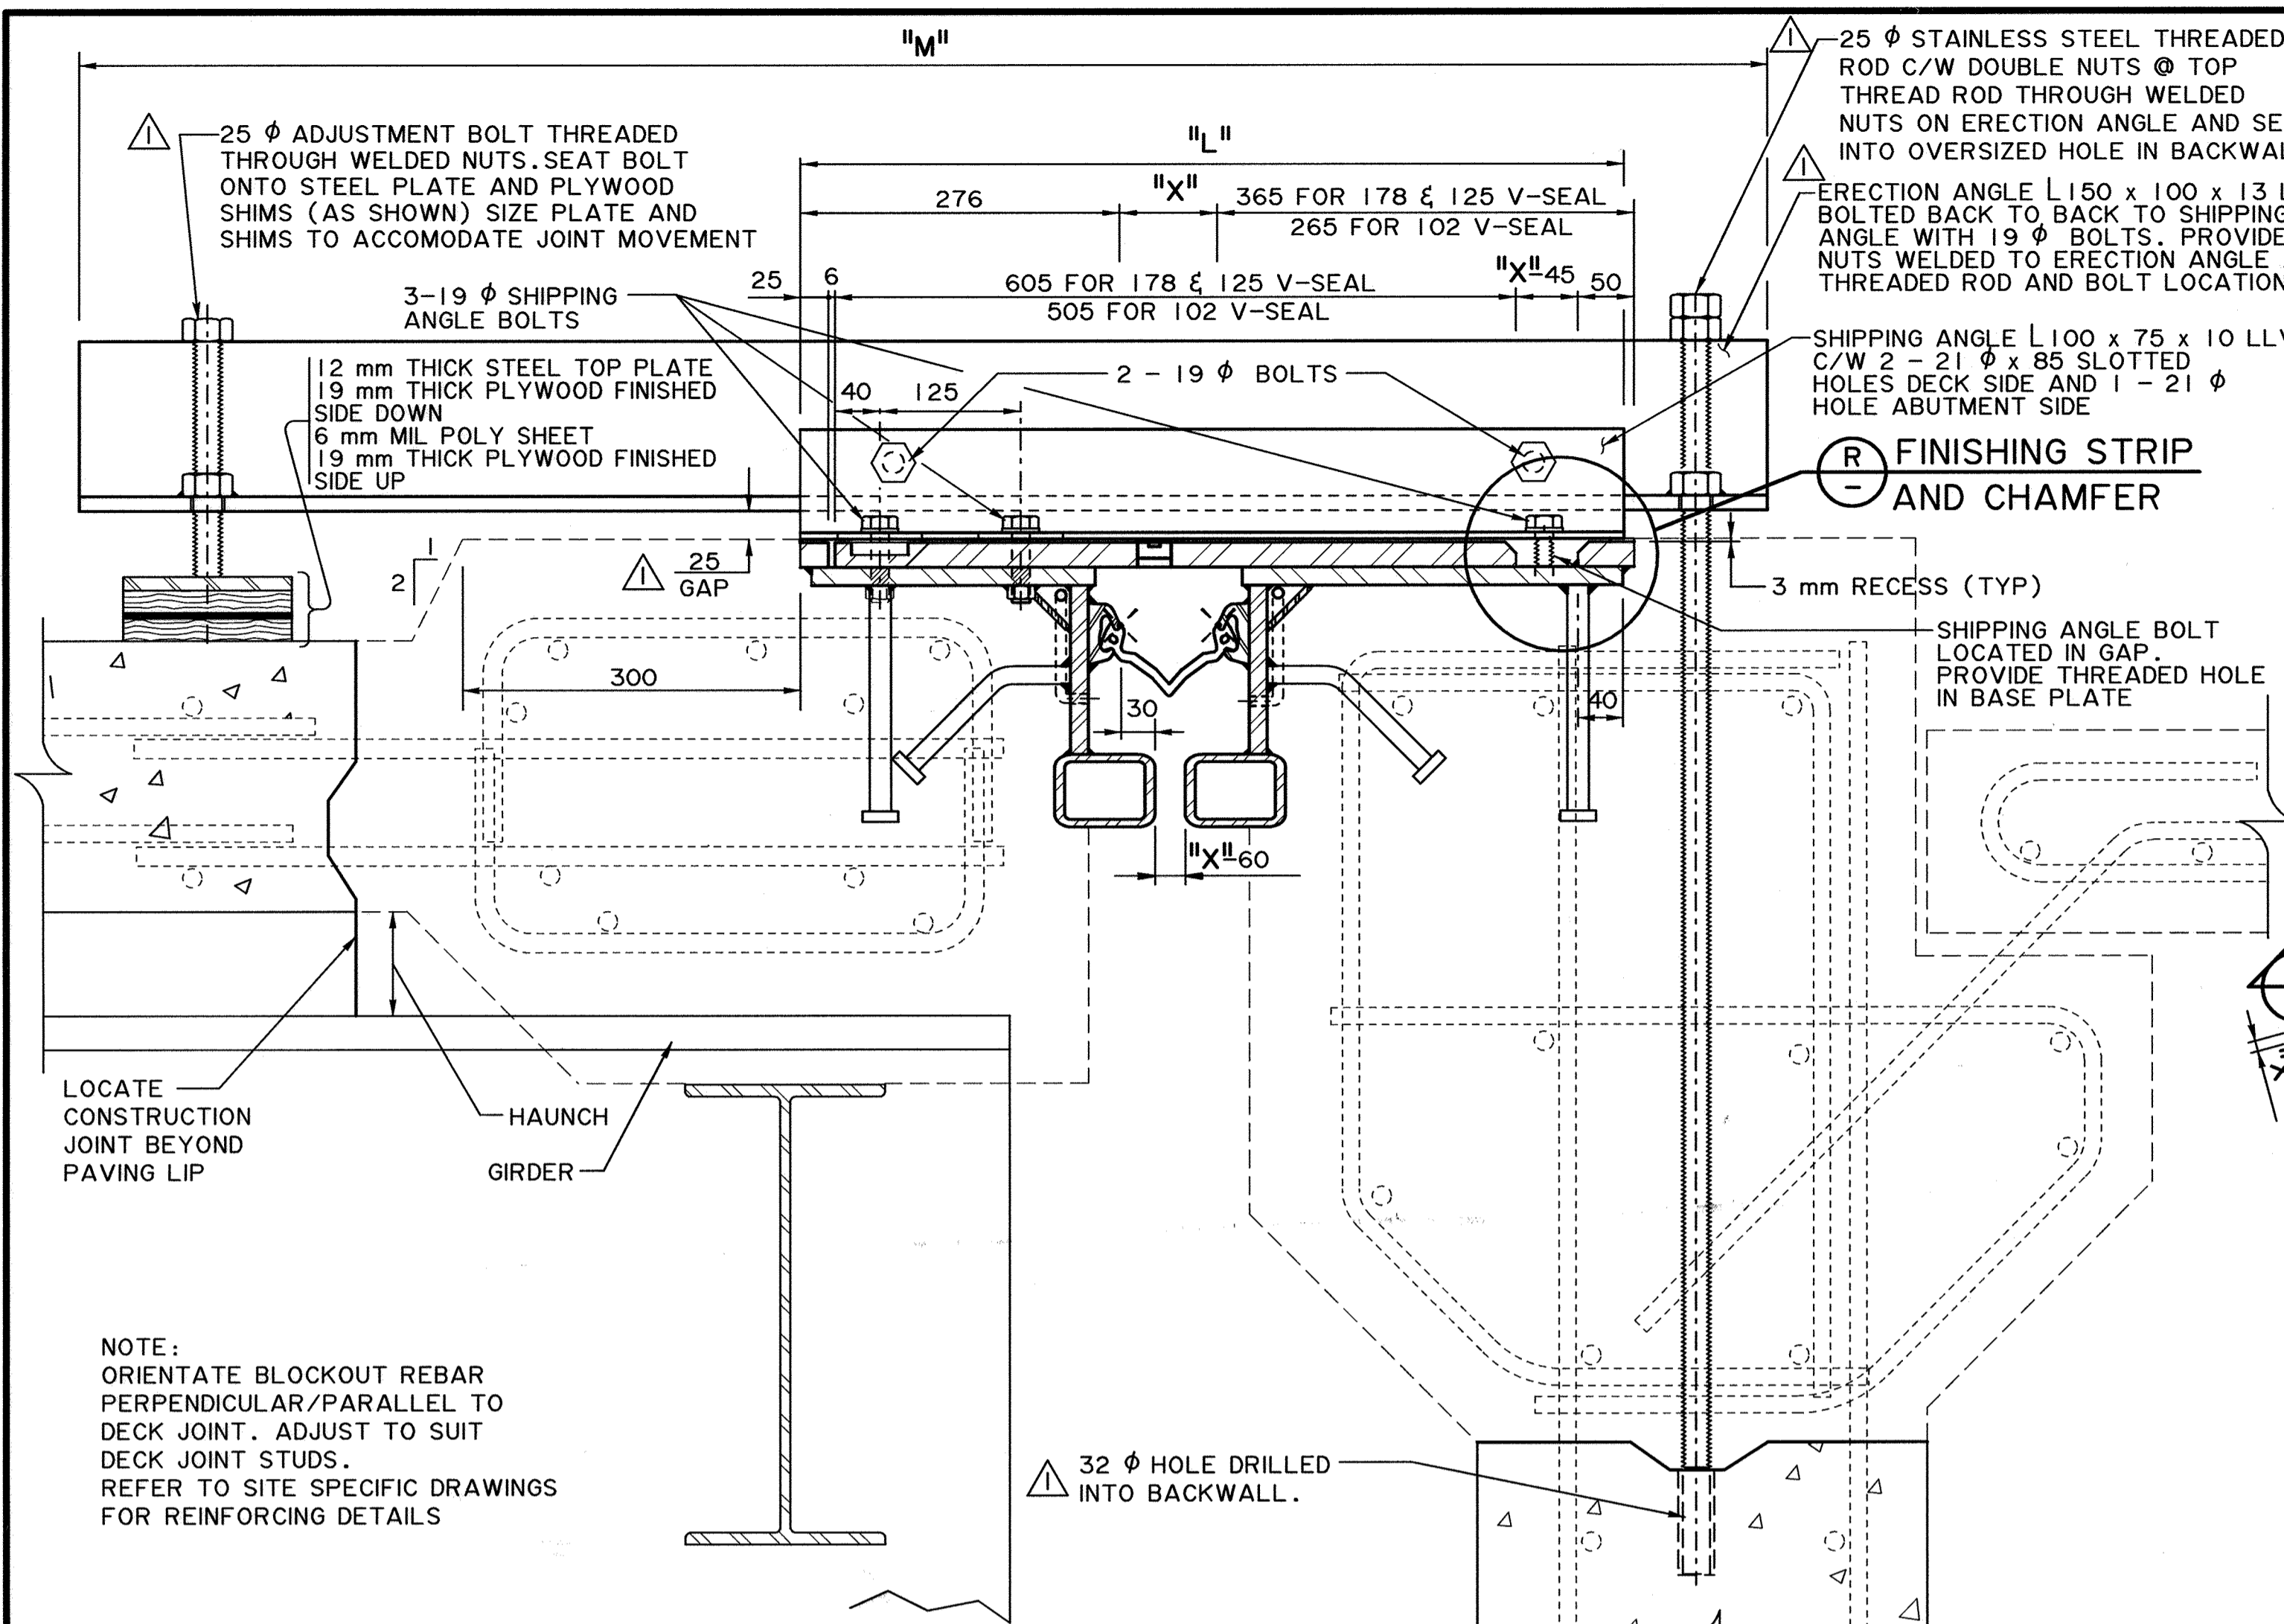 "M"
25 ϕ STAINLESS STEEL THREADED
ROD C/W DOUBLE NUTS @ TOP
THREAD ROD THROUGH WELDED
NUTS ON ERECTION ANGLE AND
INTO OVERSIZED HOLE IN
1
25 ϕ ADJUSTMENT BOLT THREADED
THROUGH WELDED NUTS.SEAT BOLT
ONTO STEEL PLATE AND PLYWOOD
SHIMS (AS SHOWN) SIZE PLATE AND
SHIMS TO ACCOMODATE JOINT MOVEMENT
1
"L"
"X"
276
365 FOR 178 & 125 V-SEAL
265 FOR 102 V-SEAL
1
ERECTION ANGLE L150 x 100 x 13
BOLTED BACK TO BACK TO SHIPPING
ANGLE WITH 19 ϕ BOLTS. PROVIDE
NUTS WELDED TO ERECTION ANGLE
THREADED ROD AND BOLT
25
6
605 FOR 178 & 125 V-SEAL
505 FOR 102 V-SEAL
"X"-45
50
3-19 ϕ SHIPPING
ANGLE BOLTS
SHIPPING ANGLE L100 x 75 x 10
C/W 2 - 21 ϕ x 85 SLOTTED
HOLES DECK SIDE AND 1 - 21 ϕ
HOLE ABUTMENT SIDE
12 mm THICK STEEL TOP PLATE
19 mm THICK PLYWOOD FINISHED
SIDE DOWN
6 mm MIL POLY SHEET
19 mm THICK PLYWOOD FINISHED
SIDE UP
40
125
2 - 19 ϕ BOLTS
R
-
FINISHING STRIP
AND CHAMFER
1
2
1
25
GAP
3 mm RECESS (TYP)
SHIPPING ANGLE BOLT
LOCATED IN GAP.
PROVIDE THREADED HOLE
IN BASE PLATE
300
30
40
"X"-60
"X"
LOCATE
CONSTRUCTION
JOINT BEYOND
PAVING LIP
HAUNCH
GIRDER
NOTE:
ORIENTATE BLOCKOUT REBAR
PERPENDICULAR/PARALLEL TO
DECK JOINT. ADJUST TO SUIT
DECK JOINT STUDS.
REFER TO SITE SPECIFIC DRAWINGS
FOR REINFORCING DETAILS
1
32 ϕ HOLE DRILLED
INTO BACKWALL.